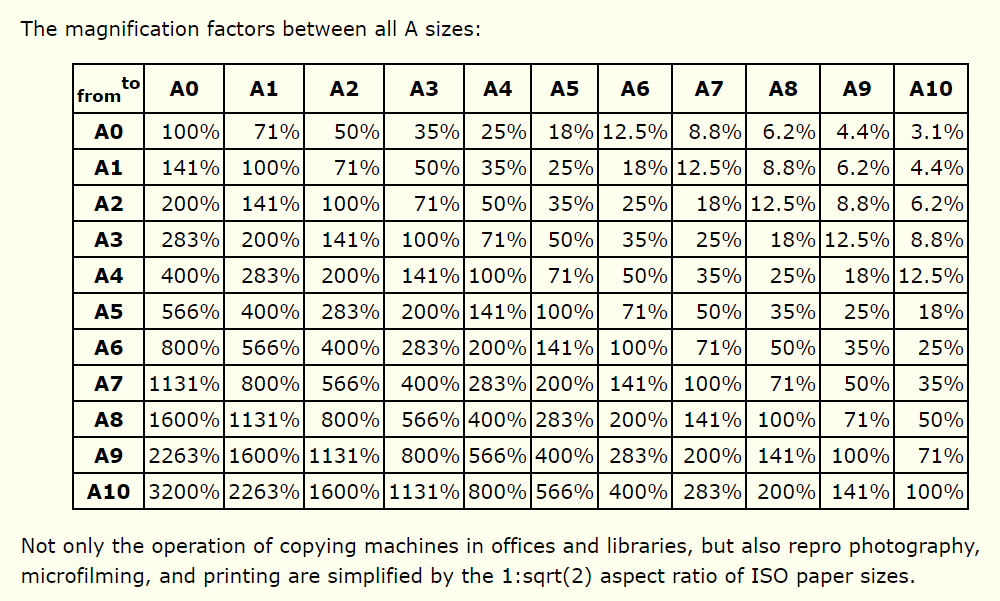 The magnification factors between all A sizes:
from to A0 A1 A2 A3 A4 A5 A6 A7 A8 A9 A10
A0 100% 71% 50% 35% 25% 18% 12.5% 8.8% 6.2% 4.4% 3.1%
A1 141% 100% 71% 50% 35% 25% 18% 12.5% 8.8% 6.2% 4.4%
A2 200% 141% 100% 71% 50% 35% 25% 18% 12.5% 8.8% 6.2%
A3 283% 200% 141% 100% 71% 50% 35% 25% 18% 12.5% 8.8%
A4 400% 283% 200% 141% 100% 71% 50% 35% 25% 18% 12.5%
A5 566% 400% 283% 200% 141% 100% 71% 50% 35% 25% 18%
A6 800% 566% 400% 283% 200% 141% 100% 71% 50% 35% 25%
A7 1131% 800% 566% 400% 283% 200% 141% 100% 71% 50% 35%
A8 1600% 1131% 800% 566% 400% 283% 200% 141% 100% 71% 50%
A9 2263% 1600% 1131% 800% 566% 400% 283% 200% 141% 100% 71%
A10 3200% 2263% 1600% 1131% 800% 566% 400% 283% 200% 141% 100%
Not only the operation of copying machines in offices and libraries, but also repro photography,
microfilming, and printing are simplified by the 1:sqrt(2) aspect ratio of ISO paper sizes.